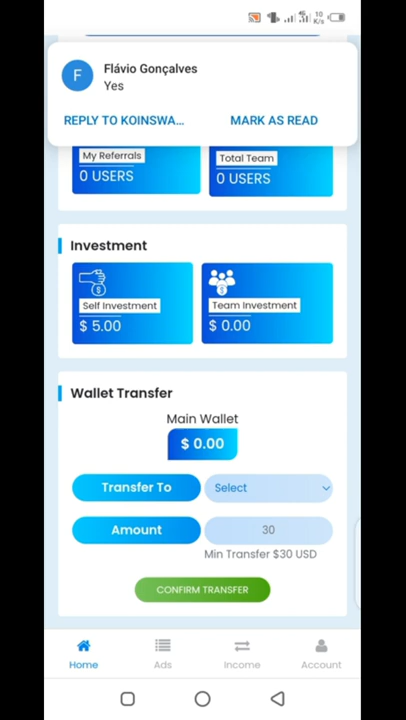 10
K/s
F
Flávio Gonçalves
Yes
REPLY TO KOINSWA...
MARK AS READ
My Referrals
Total Team
0 USERS
0 USERS
Investment
Self Investment
Team Investment
$ 5.00
$ 0.00
Wallet Transfer
Main Wallet
$ 0.00
Transfer To
Select
Amount
30
Min Transfer $30 USD
CONFIRM TRANSFER
Home
Ads
Income
Account